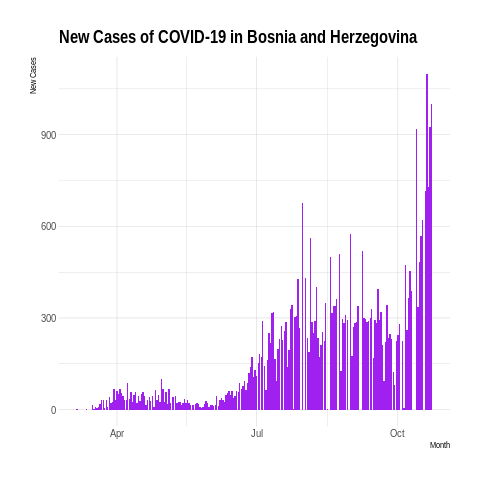 New Cases of COVID-19 in Bosnia and Herzegovina
New Cases
900
600
300
0
Apr
Jul
Oct
Month